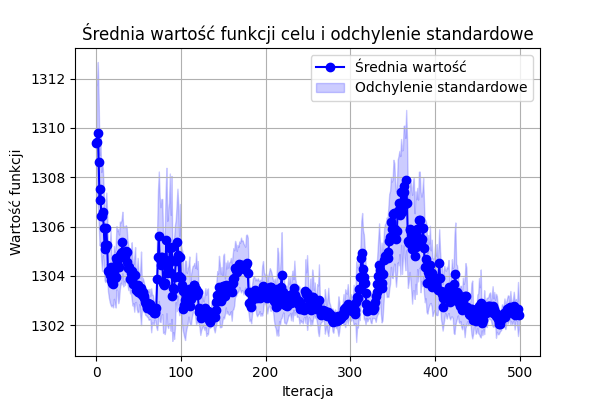 Średnia wartość funkcji celu i odchylenie standardowe
Średnia wartość
Odchylenie standardowe
Wartość funkcji
1312
1310
1308
1306
1304
1302
0
100
200
300
400
500
Iteracja